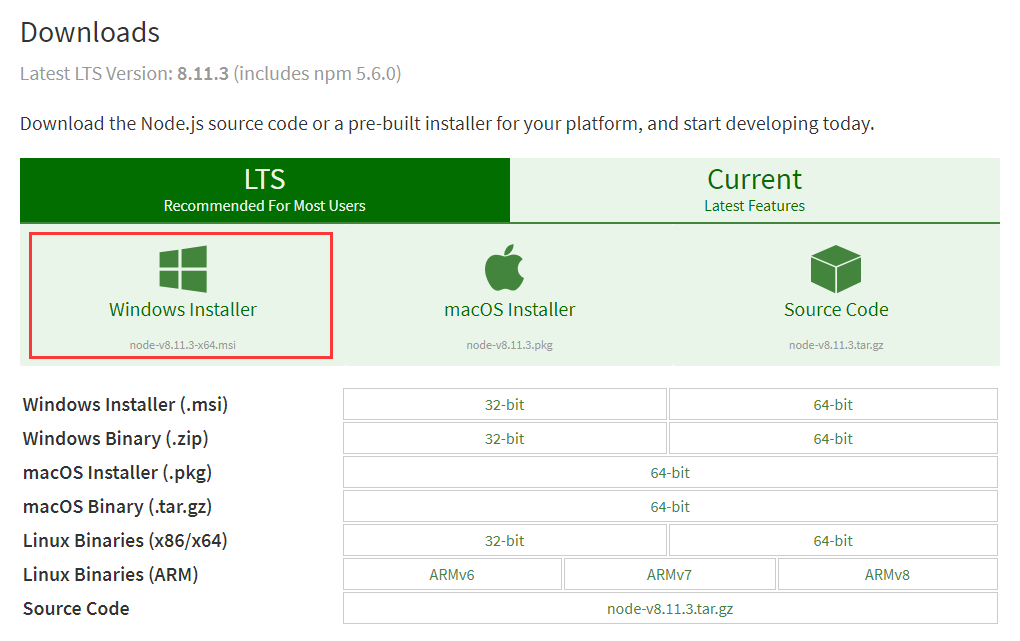 Downloads
Latest LTS Version: 8.11.3 (includes npm 5.6.0)
Download the Node.js source code or a pre-built installer for your platform, and start developing today.
LTS
Recommended For Most Users
Current
Latest Features
Windows Installer
node-v8.11.3-x64.msi
macOS Installer
node-v8.11.3.pkg
Source Code
node-v8.11.3.tar.gz
Windows Installer (.msi) 32-bit 64-bit
Windows Binary (.zip) 32-bit 64-bit
macOS Installer (.pkg) 64-bit
macOS Binary (.tar.gz) 64-bit
Linux Binaries (x86/x64) 32-bit 64-bit
Linux Binaries (ARM) ARMv6 ARMv7 ARMv8
Source Code node-v8.11.3.tar.gz